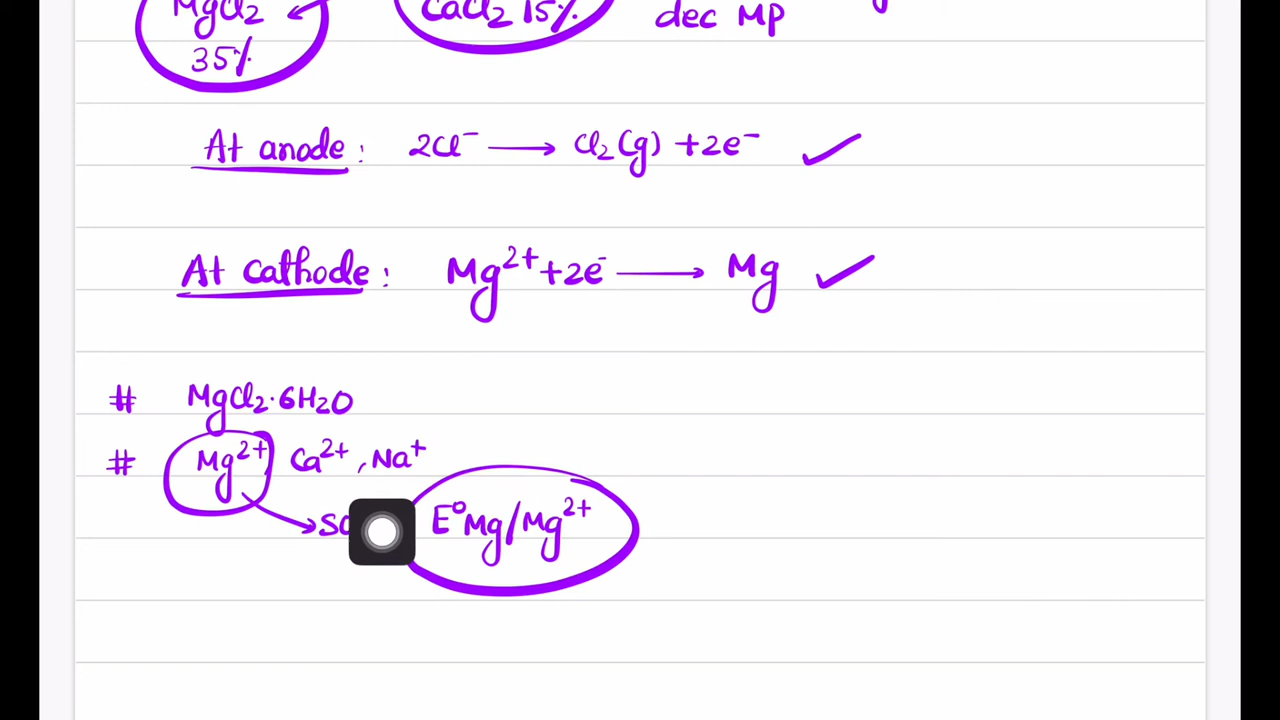 MgCl2 CaCl2 15%
35% dec MP
At anode : 2Cl⁻ ⟶ Cl2(g) +2e⁻ ✓
At Cathode : Mg²⁺+2e⁻ ⟶ Mg ✓
# MgCl2·6H2O
# Mg²⁺ Ca²⁺ , Na⁺
E°Mg/Mg²⁺